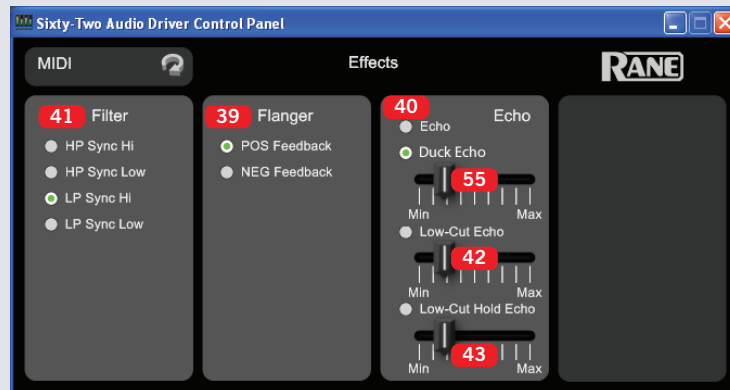 Sixty-Two Audio Driver Control Panel
MIDI
Effects
RANE
41 Filter
HP Sync Hi
HP Sync Low
LP Sync Hi
LP Sync Low
39 Flanger
POS Feedback
NEG Feedback
40 Echo
Echo
Duck Echo
55
Min Max
Low-Cut Echo
42
Min Max
Low-Cut Hold Echo
43
Min Max